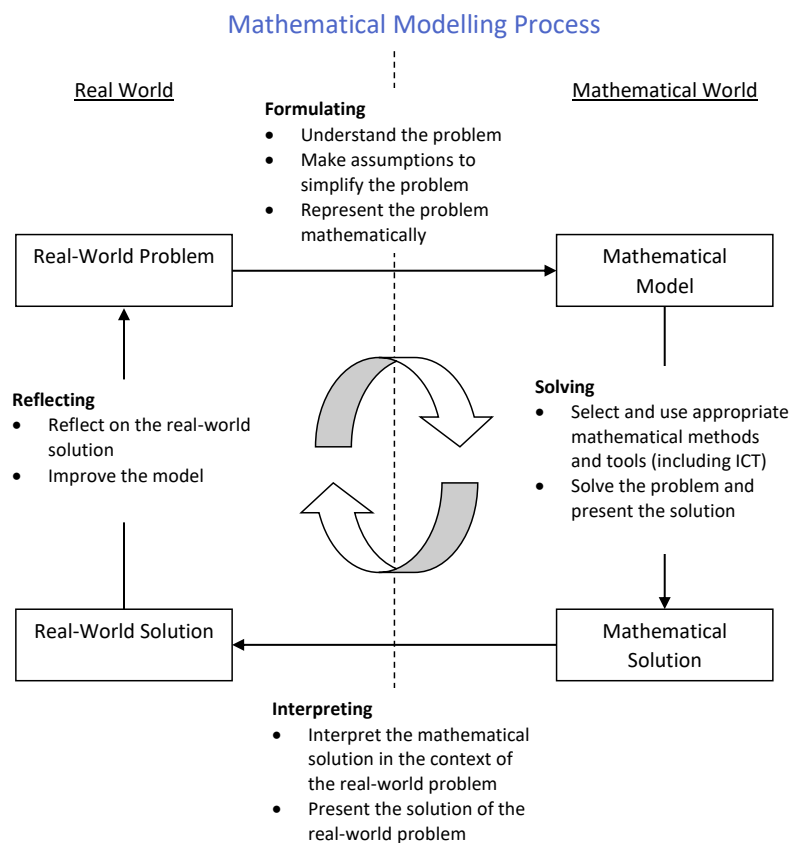 Mathematical Modelling Process
Real World
Mathematical World
Formulating
• Understand the problem
• Make assumptions to
simplify the problem
• Represent the problem
mathematically
Real-World Problem
Mathematical
Model
Reflecting
• Reflect on the real-world
solution
• Improve the model
Solving
• Select and use appropriate
mathematical methods
and tools (including ICT)
• Solve the problem and
present the solution
Real-World Solution
Mathematical
Solution
Interpreting
• Interpret the mathematical
solution in the context of
the real-world problem
• Present the solution of the
real-world problem